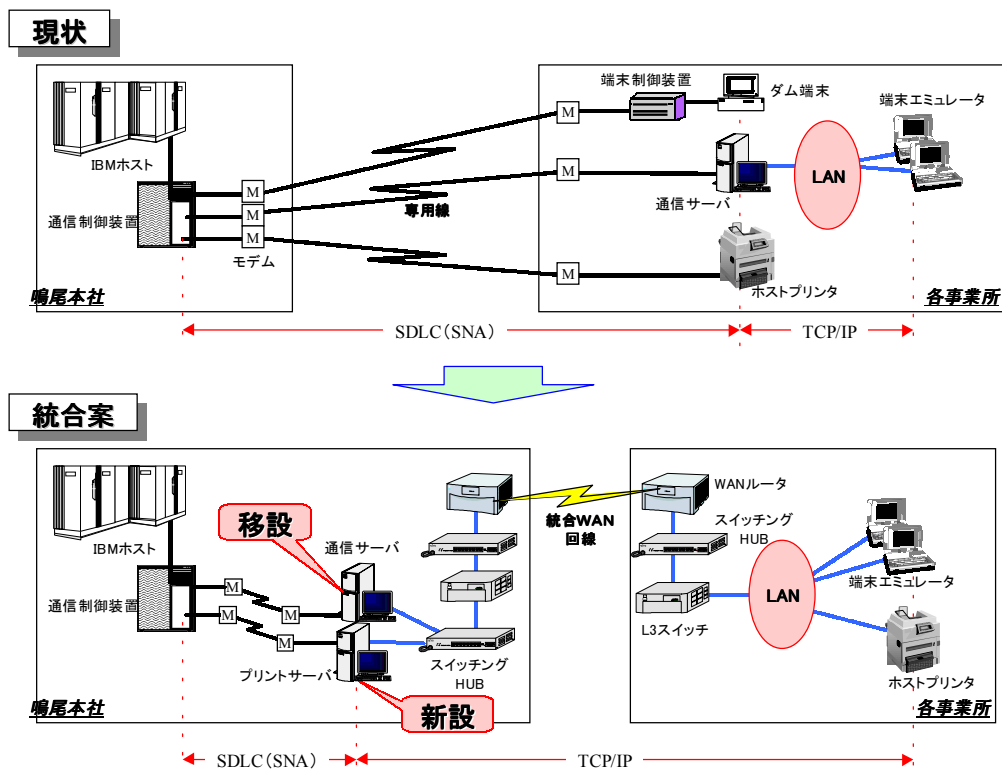 現状
端末制御装置
ダム端末
端末エミュレータ
M
IBMホスト
M
M
LAN
M
通信サーバ
通信制御装置
M
専用線
M
モデム
M
ホストプリンタ
鳴尾本社
各事業所
SDLC(SNA)
TCP/IP
統合案
WANルータ
移設
統合WAN
回線
スイッチング
HUB
IBMホスト
通信サーバ
端末エミュレータ
M
通信制御装置
M
M
LAN
L3スイッチ
M
プリントサーバ
スイッチング
HUB
ホストプリンタ
鳴尾本社
新設
各事業所
SDLC(SNA)
TCP/IP